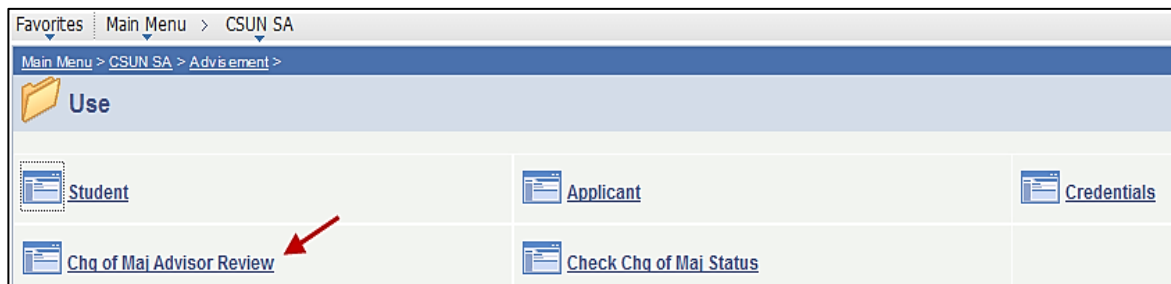 Favorites Main Menu > CSUN SA
Main Menu > CSUN SA > Advisement >
Use
Student Applicant Credentials
Chg of Maj Advisor Review Check Chg of Maj Status